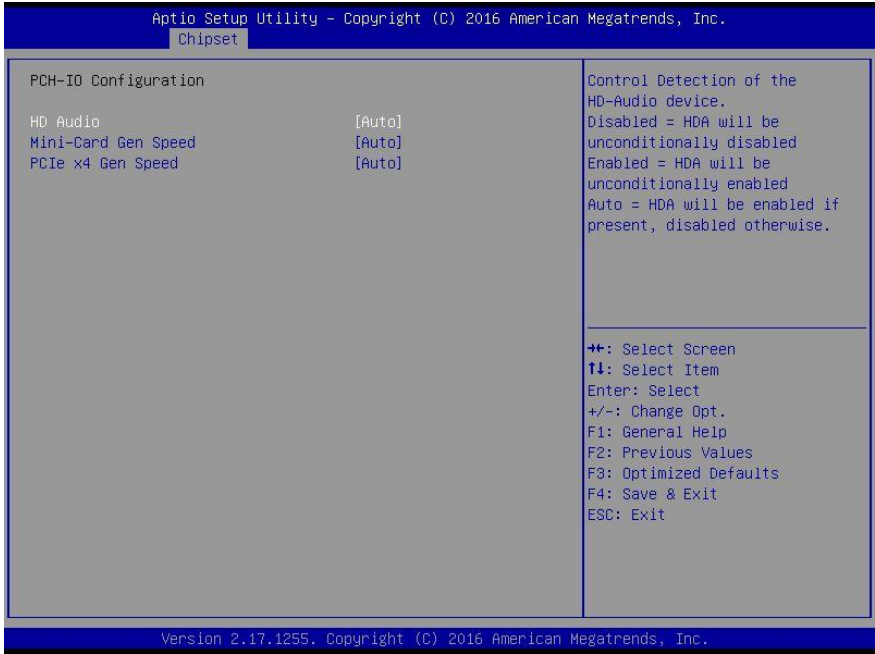 Aptio Setup Utility – Copyright (C) 2016 American Megatrends, Inc.
Chipset
PCH-IO Configuration
HD Audio [Auto]
Mini-Card Gen Speed [Auto]
PCIe x4 Gen Speed [Auto]
Control Detection of the
HD-Audio device.
Disabled = HDA will be
unconditionally disabled
Enabled = HDA will be
unconditionally enabled
Auto = HDA will be enabled if
present, disabled otherwise.
→←: Select Screen
↑↓: Select Item
Enter: Select
+/-: Change Opt.
F1: General Help
F2: Previous Values
F3: Optimized Defaults
F4: Save & Exit
ESC: Exit
Version 2.17.1255. Copyright (C) 2016 American Megatrends, Inc.